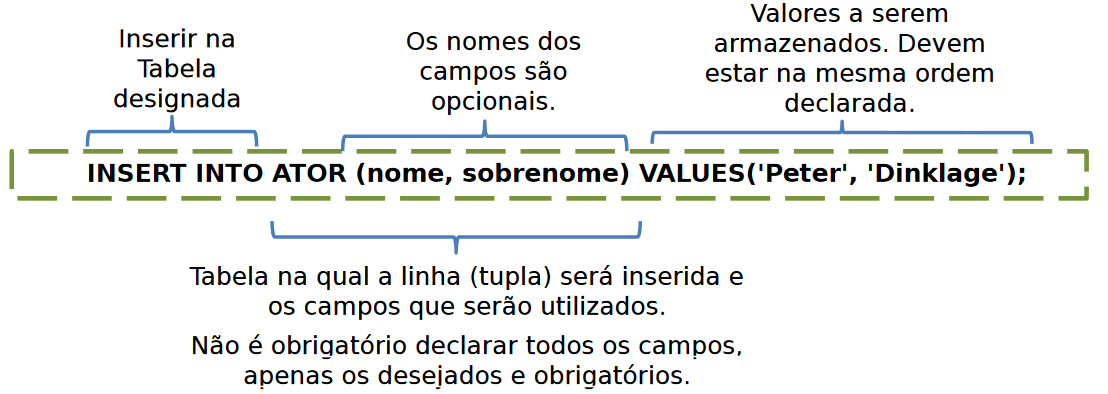 Inserir na
Tabela
designada
Os nomes dos
campos são
opcionais.
Valores a serem
armazenados. Devem
estar na mesma ordem
declarada.
INSERT INTO ATOR (nome, sobrenome) VALUES('Peter', 'Dinklage');
Tabela na qual a linha (tupla) será inserida e
os campos que serão utilizados.
Não é obrigatório declarar todos os campos,
apenas os desejados e obrigatórios.